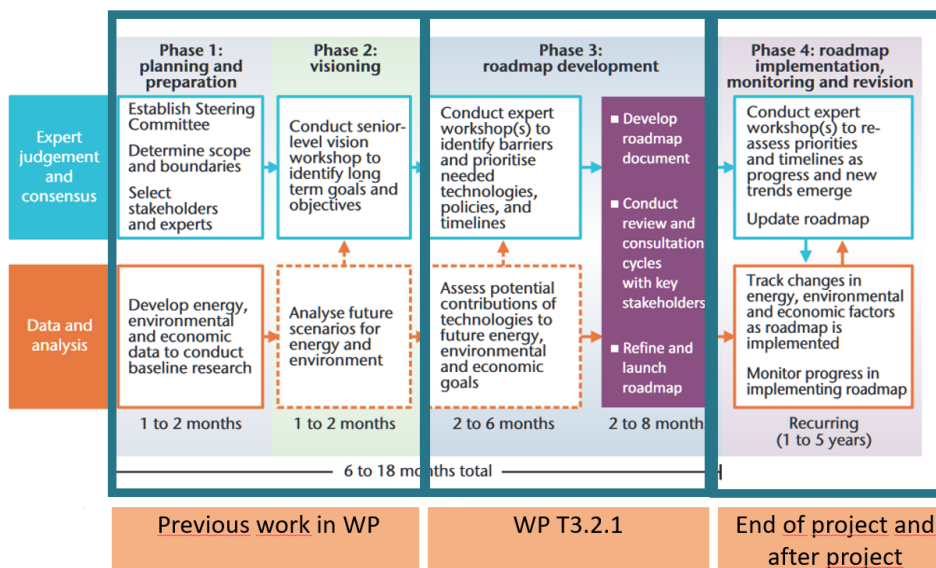 Phase 1:
planning and
preparation
Phase 2:
visioning
Phase 3:
roadmap development
Phase 4: roadmap
implementation,
monitoring and revision
Expert
judgement
and
consensus
Establish Steering
Committee
Determine scope
and boundaries
Select
stakeholders
and experts
Conduct senior-
level vision
workshop to
identify long
term goals and
objectives
Conduct expert
workshop(s) to
identify barriers
and prioritise
needed
technologies,
policies, and
timelines
■ Develop
roadmap
document
■ Conduct
review and
consultation
cycles
with key
stakeholders
■ Refine and
launch
roadmap
Conduct expert
workshop(s) to re-
assess priorities
and timelines as
progress and new
trends emerge
Update roadmap
Data and
analysis
Develop energy,
environmental
and economic
data to conduct
baseline research
Analyse future
scenarios for
energy and
environment
Assess potential
contributions of
technologies to
future energy,
environmental
and economic
goals
Track changes in
energy, environmental
and economic factors
as roadmap is
implemented
Monitor progress in
implementing roadmap
1 to 2 months
1 to 2 months
2 to 6 months
2 to 8 month
Recurring
(1 to 5 years)
6 to 18 months total
Previous work in WP
WP T3.2.1
End of project and
after project